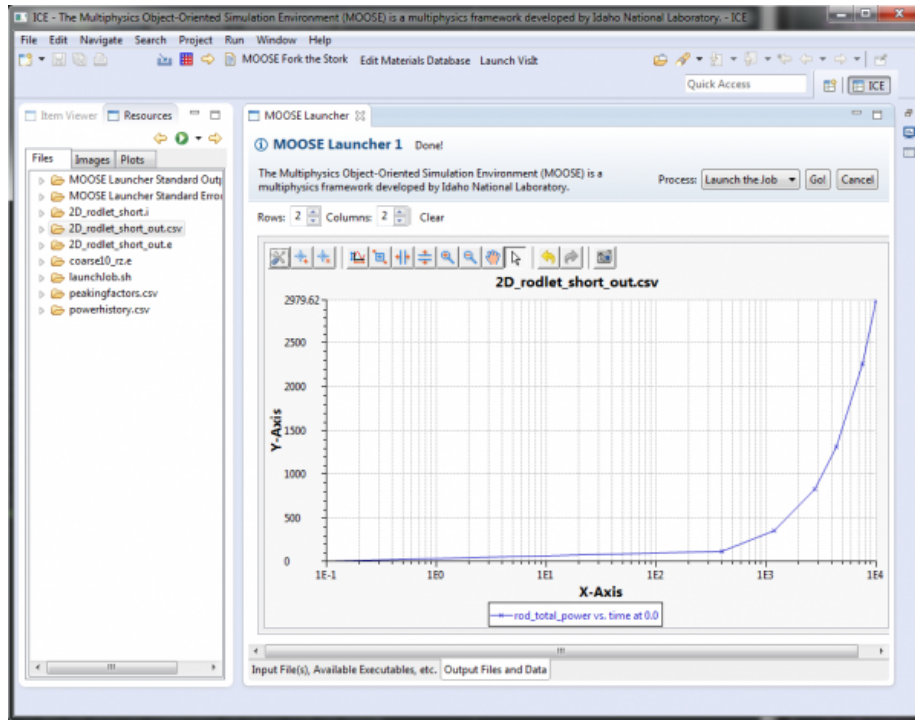 ICE - The Multiphysics Object-Oriented Simulation Environment (MOOSE) is a multiphysics framework developed by Idaho National Laboratory. - ICE
File Edit Navigate Search Project Run Window Help
MOOSE Fork the Stork Edit Materials Database Launch VisIt
Quick Access ICE
Item Viewer Resources
Files Images Plots
MOOSE Launcher Standard Outp
MOOSE Launcher Standard Error
2D_rodlet_short.i
2D_rodlet_short_out.csv
2D_rodlet_short_out.e
coarse10_rz.e
launchJob.sh
peakingfactors.csv
powerhistory.csv
MOOSE Launcher
MOOSE Launcher 1 Done!
The Multiphysics Object-Oriented Simulation Environment (MOOSE) is a
multiphysics framework developed by Idaho National Laboratory.
Process: Launch the Job Go! Cancel
Rows: 2 Columns: 2 Clear
2D_rodlet_short_out.csv
2979.62
2500
2000
1500
1000
500
0
Y-Axis
1E-1 1E0 1E1 1E2 1E3 1E4
X-Axis
rod_total_power vs. time at 0.0
Input File(s), Available Executables, etc. Output Files and Data